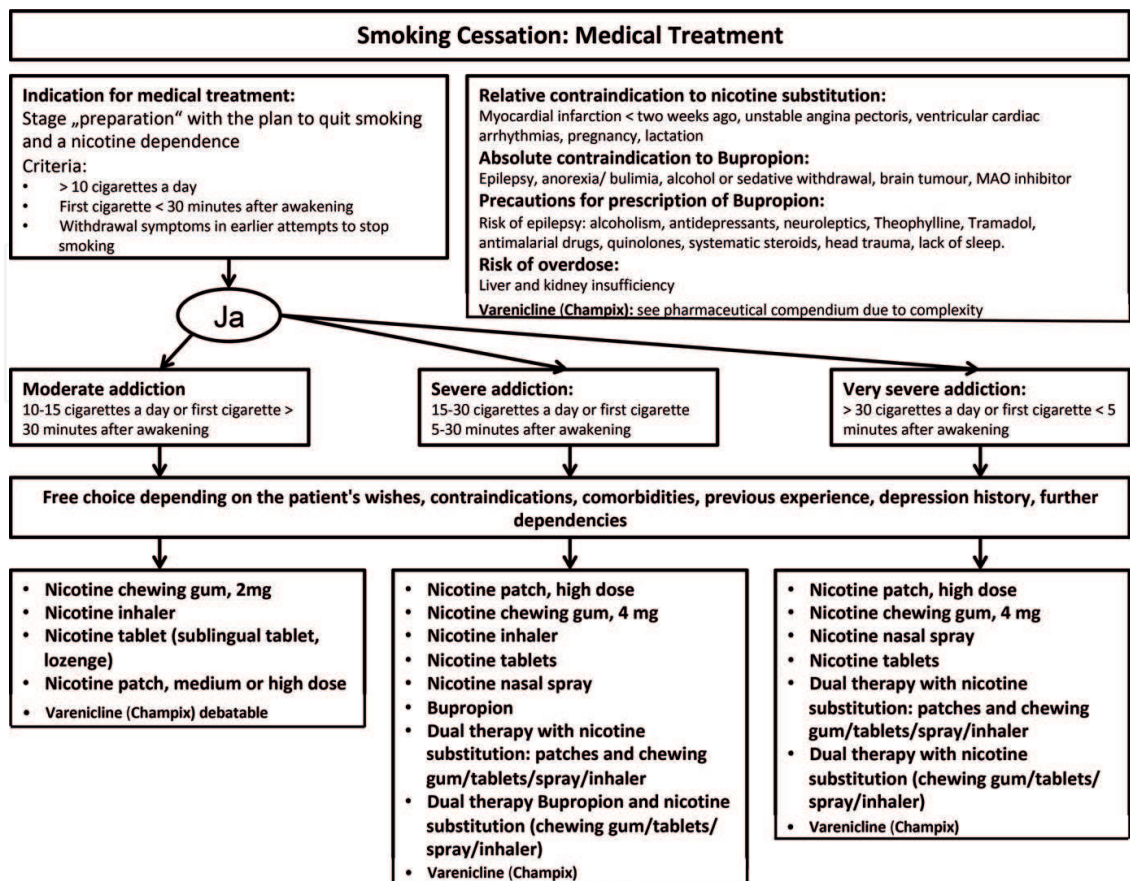 Smoking Cessation: Medical Treatment
Indication for medical treatment:
Stage „preparation“ with the plan to quit smoking
and a nicotine dependence
Criteria:
• > 10 cigarettes a day
• First cigarette < 30 minutes after awakening
• Withdrawal symptoms in earlier attempts to stop
smoking
Relative contraindication to nicotine substitution:
Myocardial infarction < two weeks ago, unstable angina pectoris, ventricular cardiac
arrhythmias, pregnancy, lactation
Absolute contraindication to Bupropion:
Epilepsy, anorexia/ bulimia, alcohol or sedative withdrawal, brain tumour, MAO inhibitor
Precautions for prescription of Bupropion:
Risk of epilepsy: alcoholism, antidepressants, neuroleptics, Theophylline, Tramadol,
antimalarial drugs, quinolones, systematic steroids, head trauma, lack of sleep.
Risk of overdose:
Liver and kidney insufficiency
Varenicline (Champix): see pharmaceutical compendium due to complexity
Ja
Moderate addiction
10-15 cigarettes a day or first cigarette >
30 minutes after awakening
Severe addiction:
15-30 cigarettes a day or first cigarette
5-30 minutes after awakening
Very severe addiction:
> 30 cigarettes a day or first cigarette < 5
minutes after awakening
Free choice depending on the patient's wishes, contraindications, comorbidities, previous experience, depression history, further
dependencies
• Nicotine chewing gum, 2mg
• Nicotine inhaler
• Nicotine tablet (sublingual tablet,
lozenge)
• Nicotine patch, medium or high dose
• Varenicline (Champix) debatable
• Nicotine patch, high dose
• Nicotine chewing gum, 4 mg
• Nicotine inhaler
• Nicotine tablets
• Nicotine nasal spray
• Bupropion
• Dual therapy with nicotine
substitution: patches and chewing
gum/tablets/spray/inhaler
• Dual therapy Bupropion and nicotine
substitution (chewing gum/tablets/
spray/inhaler)
• Varenicline (Champix)
• Nicotine patch, high dose
• Nicotine chewing gum, 4 mg
• Nicotine nasal spray
• Nicotine tablets
• Dual therapy with nicotine
substitution: patches and chewing
gum/tablets/spray/inhaler
• Dual therapy with nicotine
substitution (chewing gum/tablets/
spray/inhaler)
• Varenicline (Champix)